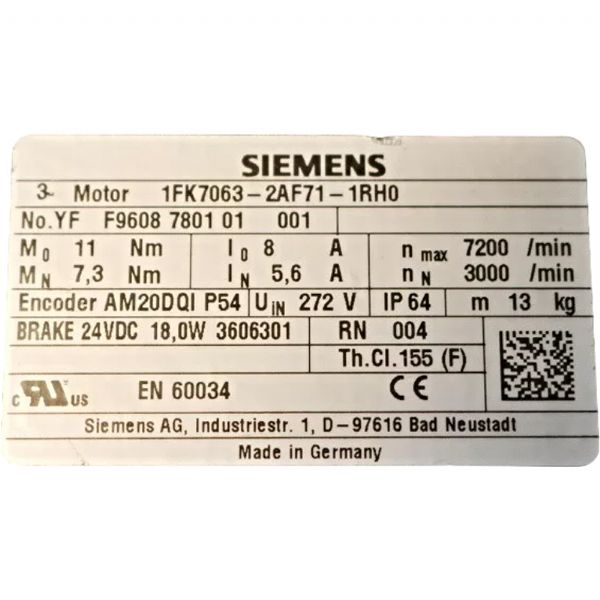 SIEMENS
3~ Motor 1FK7063-2AF71-1RH0
No.YF F9608 7801 01 001
M0 11 Nm I0 8 A n max 7200 /min
MN 7,3 Nm IN 5,6 A n N 3000 /min
Encoder AM20DQI P54 UiN 272 V IP 64 m 13 kg
BRAKE 24VDC 18,0W 3606301 RN 004
Th.Cl.155 (F)
c RU US EN 60034 CE
Siemens AG, Industriestr. 1, D-97616 Bad Neustadt
Made in Germany